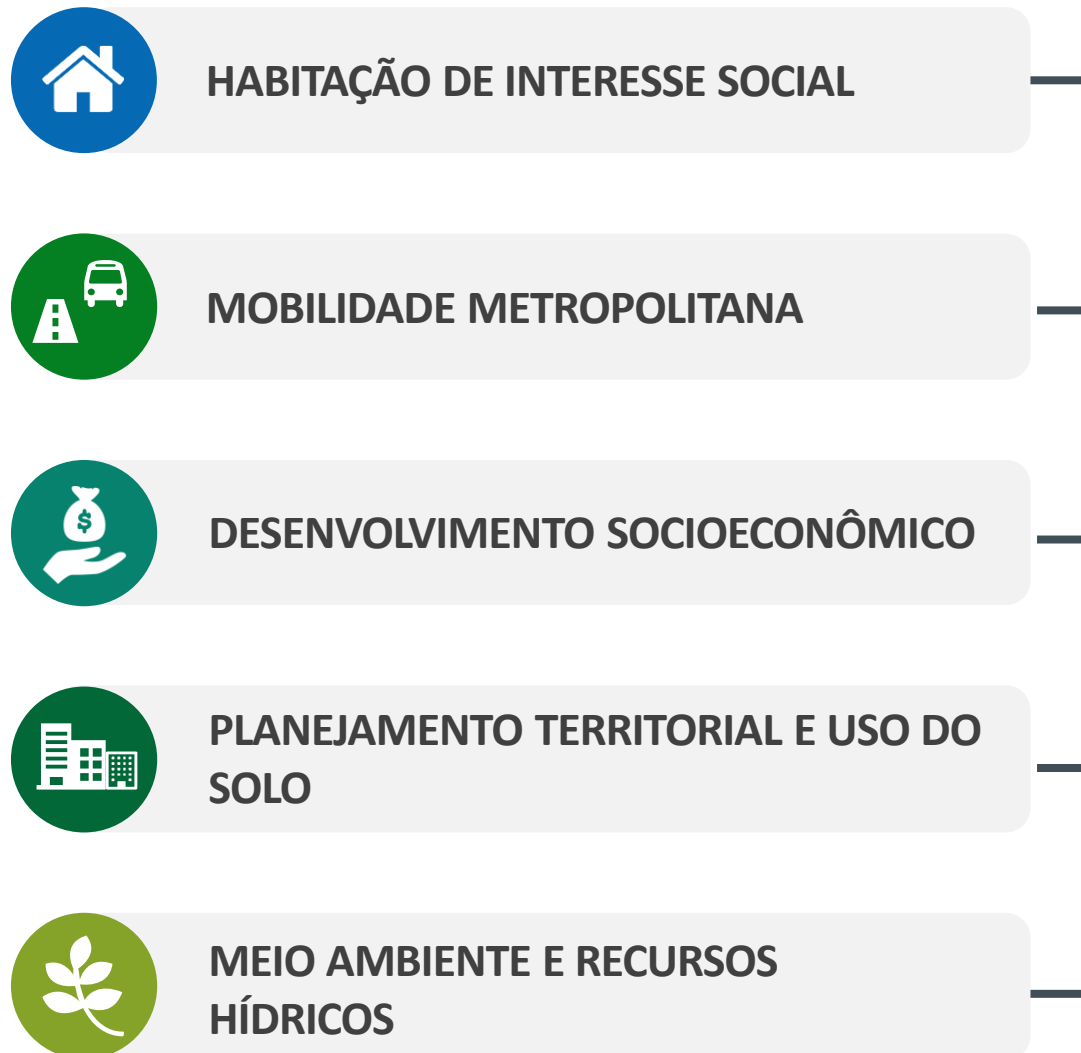 HABITAÇÃO DE INTERESSE SOCIAL
MOBILIDADE METROPOLITANA
$
DESENVOLVIMENTO SOCIOECONÔMICO
PLANEJAMENTO TERRITORIAL E USO DO
SOLO
MEIO AMBIENTE E RECURSOS
HÍDRICOS